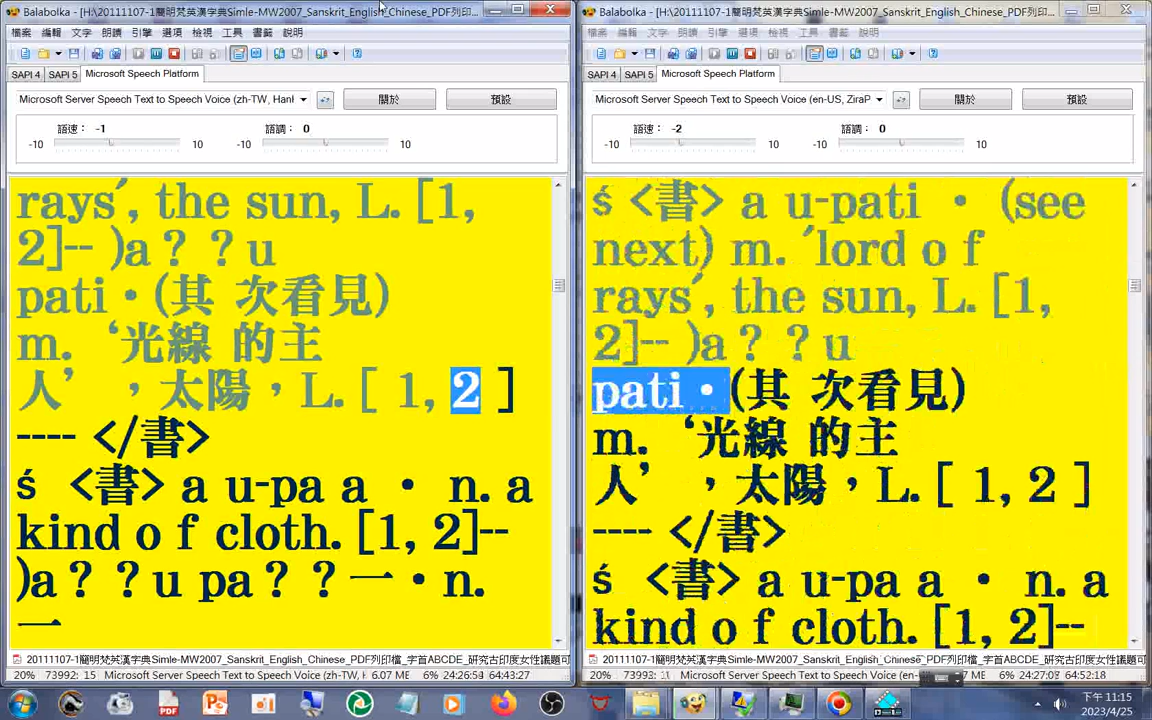 Balabolka - [H:\20111107-1簡明梵英漢字典Simle-MW2007_Sanskrit_English_Chinese_PDF列印...
檔案 編輯 文字 朗讀 引擎 選項 檢視 工具 書籤 說明
SAPI 4 SAPI 5 Microsoft Speech Platform
Microsoft Server Speech Text to Speech Voice (zh-TW, Hanl
關於 預設
語速： -1 語調： 0
-10 10 -10 10
rays′, the sun, L. [1,
2]-- )a？？u
pati•(其 次看見)
m.‘光線 的主
人’，太陽，L. [ 1, 2 ]
---- </書>
ś <書> a u-pa a • n. a
kind o f cloth. [1, 2]--
)a？？u pa？？一•n.
一
20111107-1簡明梵英漢字典Simle-MW2007_Sanskrit_English_Chinese_PDF列印檔_字首ABCDE_研究古印度女性議題可
20% 73992: 15 Microsoft Server Speech Text to Speech Voice (zh-TW, H 6.07 MB 6% 24:26:54 64:43:27
Balabolka - [H:\20111107-1簡明梵英漢字典Simle-MW2007_Sanskrit_English_Chinese_PDF列印...
檔案 編輯 文字 朗讀 引擎 選項 檢視 工具 書籤 說明
SAPI 4 SAPI 5 Microsoft Speech Platform
Microsoft Server Speech Text to Speech Voice (en-US, ZiraP
關於 預設
語速： -2 語調： 0
-10 10 -10 10
ś <書> a u-pati • (see
next) m. ′lord o f
rays′, the sun, L. [1,
2]-- )a？？u
pati•(其 次看見)
m.‘光線 的主
人’，太陽，L. [ 1, 2 ]
---- </書>
ś <書> a u-pa a • n. a
kind o f cloth. [1, 2]--
20111107-1簡明梵英漢字典Simle-MW2007_Sanskrit_English_Chinese_PDF列印檔_字首ABCDE_研究古印度女性議題可
20% Microsoft Server Speech Text to Speech Voice (en-US 6% 64:52:18
下午 11:15
2023/4/25